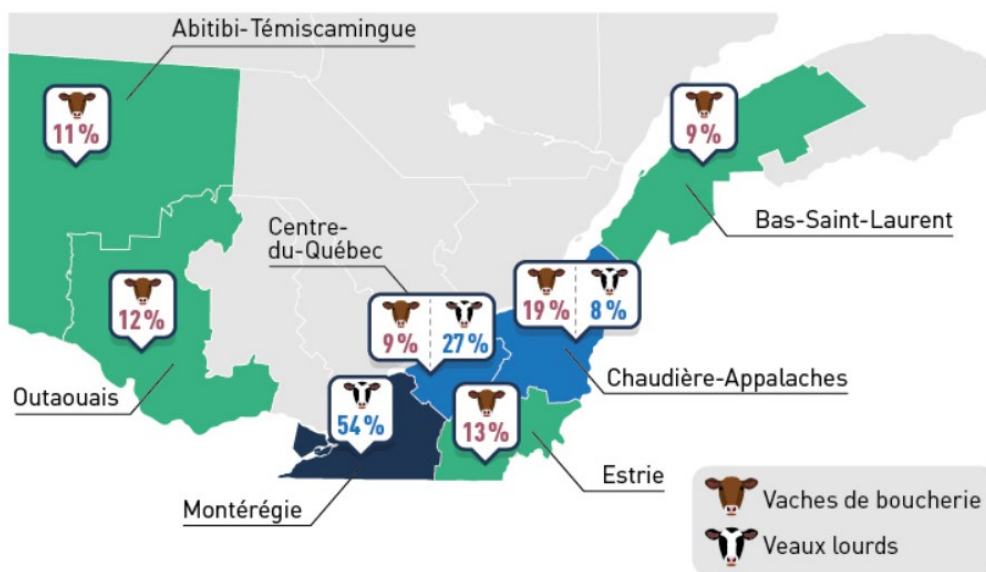 Abitibi-Témiscamingue
11 %
9 %
Bas-Saint-Laurent
Centre-
du-Québec
12 %
19 %
8 %
9 %
27 %
Chaudière-Appalaches
Outaouais
54 %
13 %
Estrie
Montérégie
Vaches de boucherie
Veaux lourds